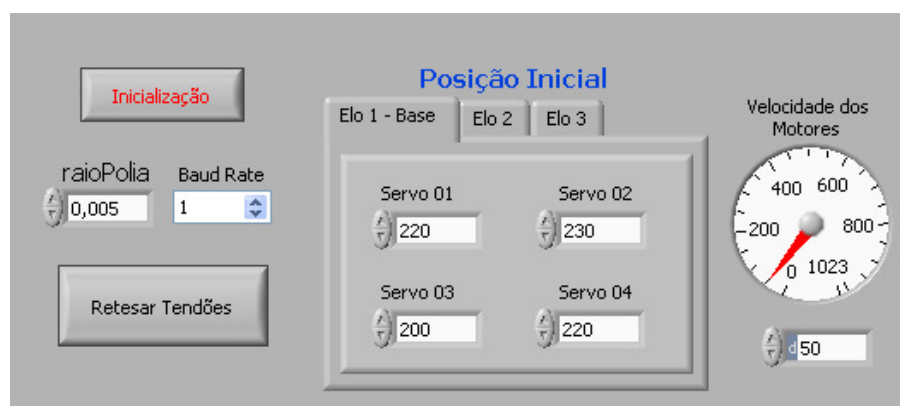 Inicialização
raioPolia
0,005
Baud Rate
1
Retesar Tendões
Posição Inicial
Elo 1 - Base
Elo 2
Elo 3
Servo 01
220
Servo 02
230
Servo 03
200
Servo 04
220
Velocidade dos
Motores
400 600
200 800
0 1023
d 50